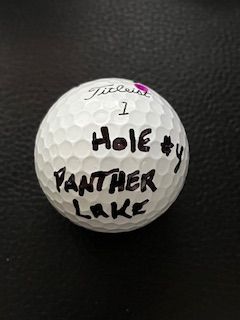 Titleist
1
HOLE #4
PANTHER
LAKE